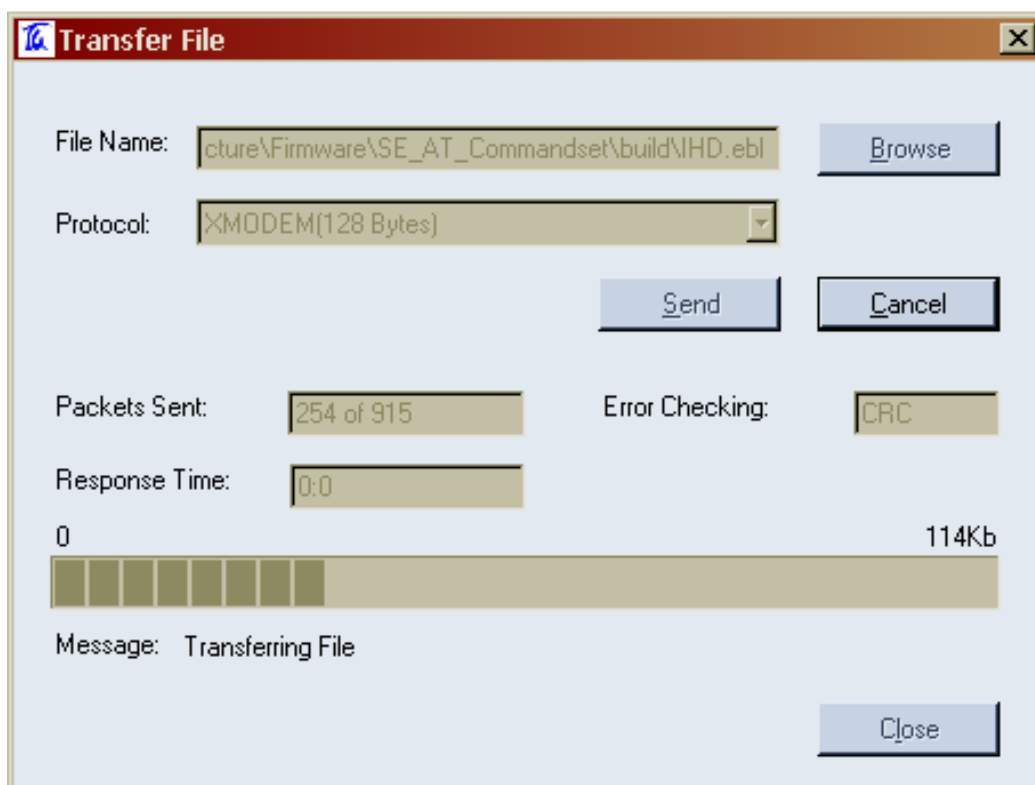 Transfer File
File Name: cture\Firmware\SE_AT_Commandset\build\IHD.ebl Browse
Protocol: XMODEM(128 Bytes)
Send Cancel
Packets Sent: 254 of 915 Error Checking: CRC
Response Time: 0:0
0 114Kb
Message: Transferring File
Close